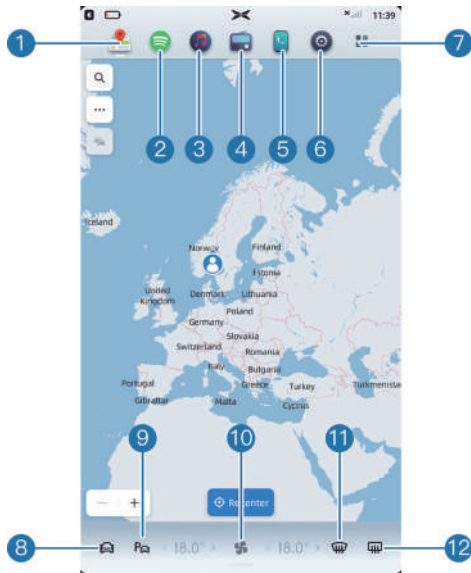 11:39
1
2
3
4
5
6
7
Iceland
Norway
Finland
Estonia
United
Kingdom
Denmark
Lithuania
Poland
Germany
Slovakia
Switzerland
Romania
Italy
Bulgaria
Portugal
Greece
Turkey
Turkmenista
Gibraltar
Malta
Cyprus
9
10
11
− +
Recenter
8
P
18.0°
18.0°
12